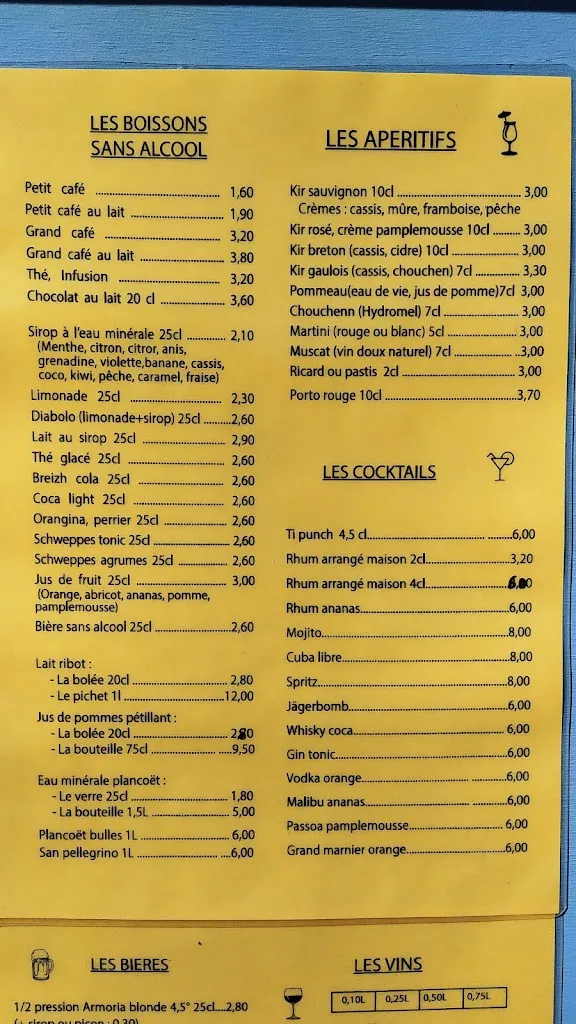 LES BOISSONS
SANS ALCOOL
Petit café ........ 1,60
Petit café au lait ........ 1,90
Grand café ........ 3,20
Grand café au lait ........ 3,80
Thé, Infusion ........ 3,20
Chocolat au lait 20 cl ........ 3,60
Sirop à l'eau minérale 25cl ........ 2,10
(Menthe, citron, citror, anis,
grenadine, violette,banane, cassis,
coco, kiwi, pêche, caramel, fraise)
Limonade 25cl ........ 2,30
Diabolo (limonade+sirop) 25cl ........2,60
Lait au sirop 25cl ........ 2,90
Thé glacé 25cl ........ 2,60
Breizh cola 25cl ........ 2,60
Coca light 25cl ........ 2,60
Orangina, perrier 25cl ........ 2,60
Schweppes tonic 25cl ........ 2,60
Schweppes agrumes 25cl ........ 2,60
Jus de fruit 25cl ........ 3,00
(Orange, abricot, ananas, pomme,
pamplemousse)
Bière sans alcool 25cl ........2,60
Lait ribot :
- La bolée 20cl ........ 2,80
- Le pichet 1l ........12,00
Jus de pommes pétillant :
- La bolée 20cl ........ 2,80
- La bouteille 75cl ........9,50
Eau minérale plancoët :
- Le verre 25cl ........ 1,80
- La bouteille 1,5L ........ 5,00
Plancoët bulles 1L ........ 6,00
San pellegrino 1L ........6,00
LES APERITIFS
Kir sauvignon 10cl ........ 3,00
Crèmes : cassis, mûre, framboise, pêche
Kir rosé, crème pamplemousse 10cl ........ 3,00
Kir breton (cassis, cidre) 10cl ........ 3,00
Kir gaulois (cassis, chouchen) 7cl ........ 3,30
Pommeau(eau de vie, jus de pomme)7cl 3,00
Chouchenn (Hydromel) 7cl ........ 3,00
Martini (rouge ou blanc) 5cl ........ 3,00
Muscat (vin doux naturel) 7cl ........3,00
Ricard ou pastis 2cl ........ 3,00
Porto rouge 10cl ........3,70
LES COCKTAILS
Ti punch 4,5 cl........6,00
Rhum arrangé maison 2cl........ 3,20
Rhum arrangé maison 4cl........
Rhum ananas........6,00
Mojito........8,00
Cuba libre........8,00
Spritz........8,00
Jägerbomb........6,00
Whisky coca........ 6,00
Gin tonic........6,00
Vodka orange........6,00
Malibu ananas........6,00
Passoa pamplemousse........ 6,00
Grand marnier orange........6,00
LES BIERES
1/2 pression Armoria blonde 4,5° 25cl....2,80
(+ sirop ou picon : 0,30)
LES VINS
0,10L 0,25L 0,50L 0,75L